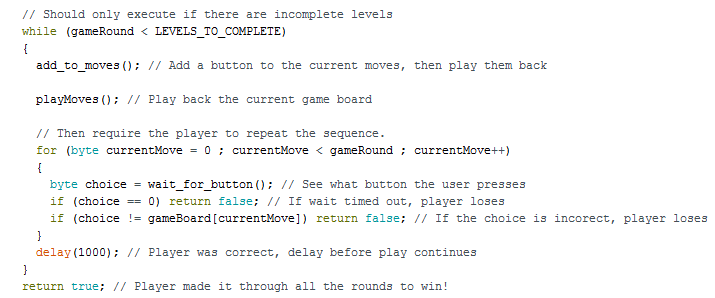 // Should only execute if there are incomplete levels
while (gameRound < LEVELS_TO_COMPLETE)
{
add_to_moves(); // Add a button to the current moves, then play them back
playMoves(); // Play back the current game board
// Then require the player to repeat the sequence.
for (byte currentMove = 0 ; currentMove < gameRound ; currentMove++)
{
byte choice = wait_for_button(); // See what button the user presses
if (choice == 0) return false; // If wait timed out, player loses
if (choice != gameBoard[currentMove]) return false; // If the choice is incorect, player loses
}
delay(1000); // Player was correct, delay before play continues
}
return true; // Player made it through all the rounds to win!